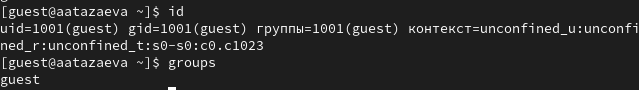 [guest@aatazaeva ~]$ id
uid=1001(guest) gid=1001(guest) группы=1001(guest) контекст=unconfined_u:unconfi
ned_r:unconfined_t:s0-s0:c0.c1023
[guest@aatazaeva ~]$ groups
guest